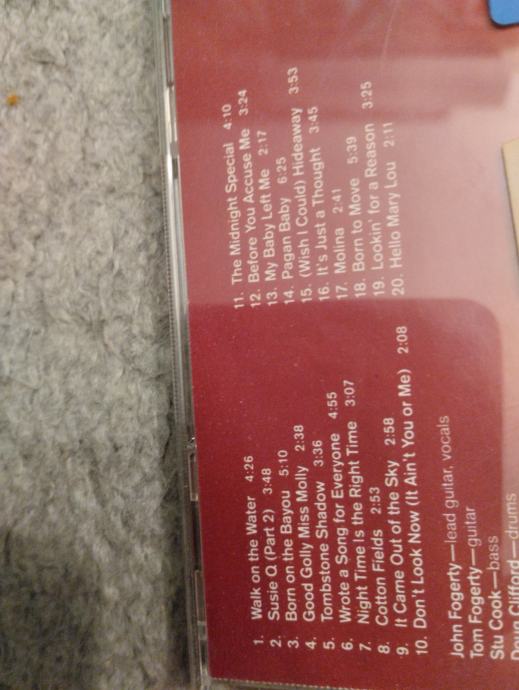 1. Walk on the Water 4:26
2. Susie Q (Part 2) 3:48
3. Born on the Bayou 5:10
4. Good Golly Miss Molly 2:38
5. Tombstone Shadow 3:36
6. Wrote a Song for Everyone 4:55
7. Night Time Is the Right Time 3:07
8. Cotton Fields 2:53
9. It Came Out of the Sky 2:58
10. Don't Look Now (It Ain't You or Me) 2:08
11. The Midnight Special 4:10
12. Before You Accuse Me 3:24
13. My Baby Left Me 2:17
14. Pagan Baby 6:25
15. (Wish I Could) Hideaway 3:53
16. It's Just a Thought 3:45
17. Molina 2:41
18. Born to Move 5:39
19. Lookin' for a Reason 3:25
20. Hello Mary Lou 2:11
John Fogerty—lead guitar, vocals
Tom Fogerty—guitar
Stu Cook—bass
Doug Clifford—drums